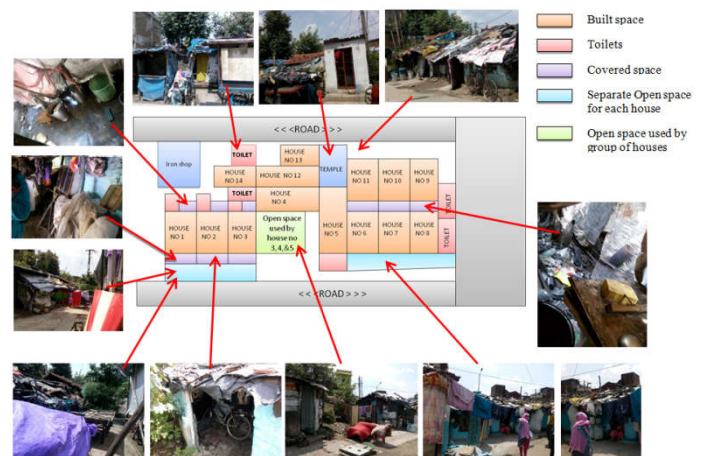 Built space
Toilets
Covered space
Separate Open space
for each house
Open space used by
group of houses
< < <ROAD > > >
Iron shop
TOILET
HOUSE
NO 13
TEMPLE
HOUSE
NO 14
HOUSE NO 12
HOUSE
NO 11
HOUSE
NO 10
HOUSE
NO 9
TOILET
HOUSE
NO 4
TOILET
HOUSE
NO 1
HOUSE
NO 2
HOUSE
NO 3
Open space
used by
house no
3,4, &5
HOUSE
NO 5
HOUSE
NO 6
HOUSE
NO 7
HOUSE
NO 8
TOILET
< < <ROAD > > >